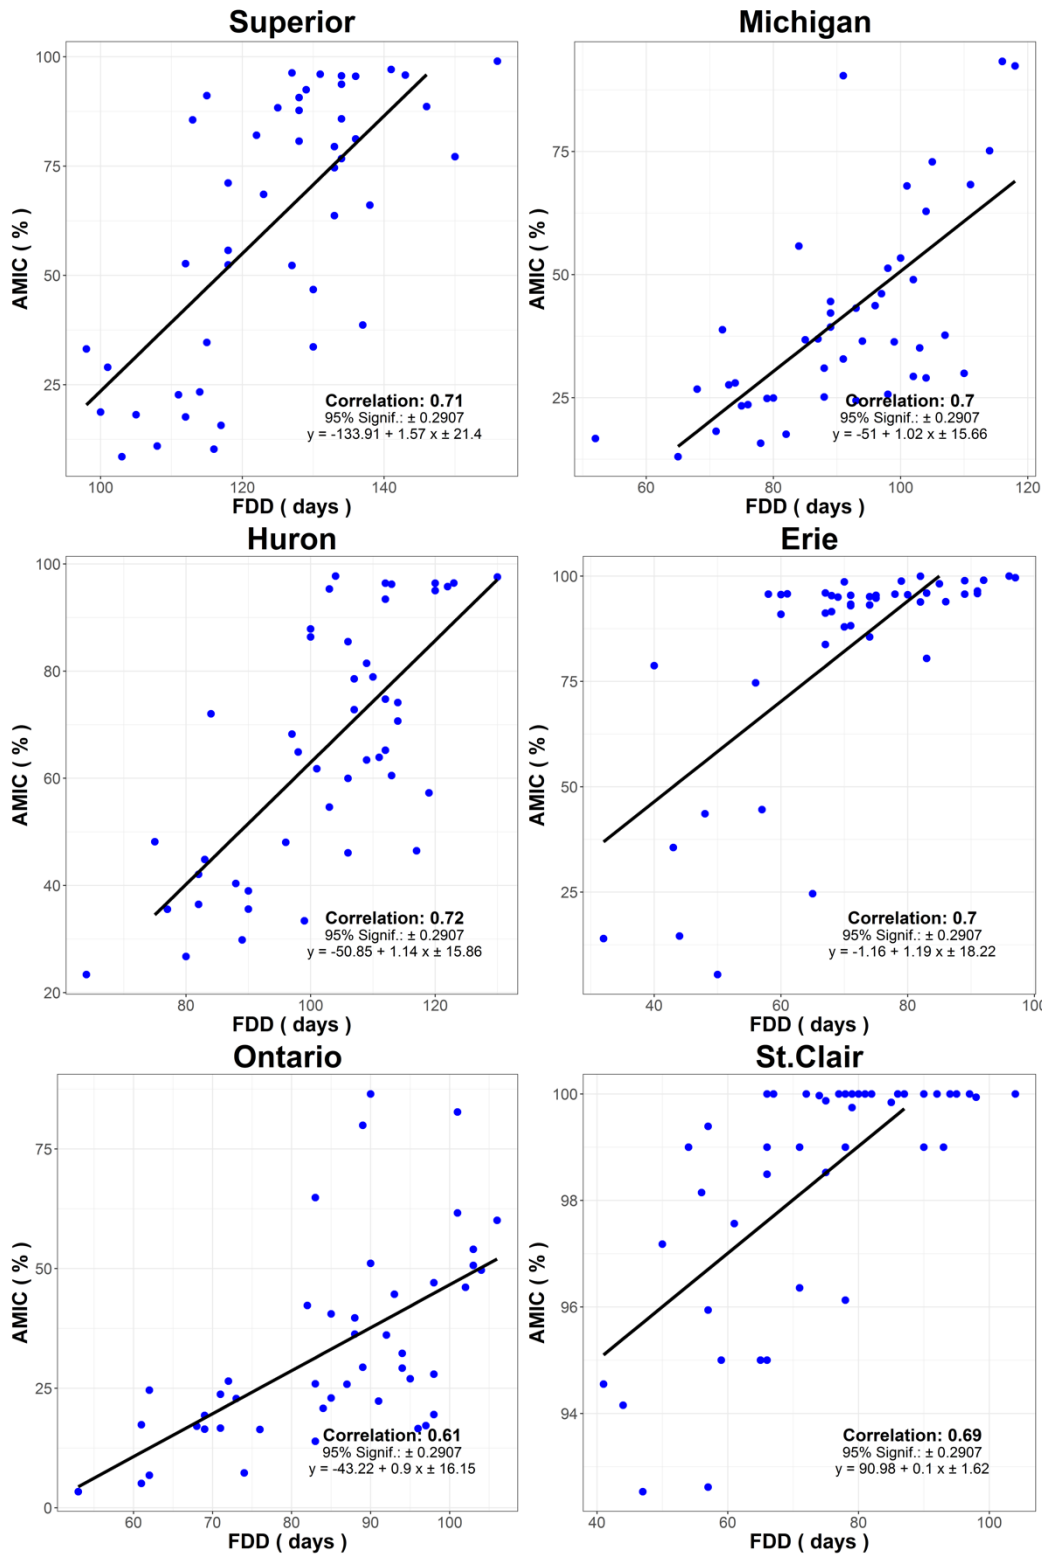 Superior
AMIC ( % )
100
75
50
25
Correlation: 0.71
95% Signif.: ± 0.2907
y = -133.91 + 1.57 x ± 21.4
100 120 140
FDD ( days )
Michigan
AMIC ( % )
75
50
25
Correlation: 0.7
95% Signif.: ± 0.2907
y = -51 + 1.02 x ± 15.66
60 80 100 120
FDD ( days )
Huron
AMIC ( % )
100
80
60
40
20
Correlation: 0.72
95% Signif.: ± 0.2907
y = -50.85 + 1.14 x ± 15.86
80 100 120
FDD ( days )
Erie
AMIC ( % )
100
75
50
25
Correlation: 0.7
95% Signif.: ± 0.2907
y = -1.16 + 1.19 x ± 18.22
40 60 80 100
FDD ( days )
Ontario
AMIC ( % )
75
50
25
0
Correlation: 0.61
95% Signif.: ± 0.2907
y = -43.22 + 0.9 x ± 16.15
60 70 80 90 100
FDD ( days )
St.Clair
AMIC ( % )
100
98
96
94
Correlation: 0.69
95% Signif.: ± 0.2907
y = 90.98 + 0.1 x ± 1.62
40 60 80 100
FDD ( days )